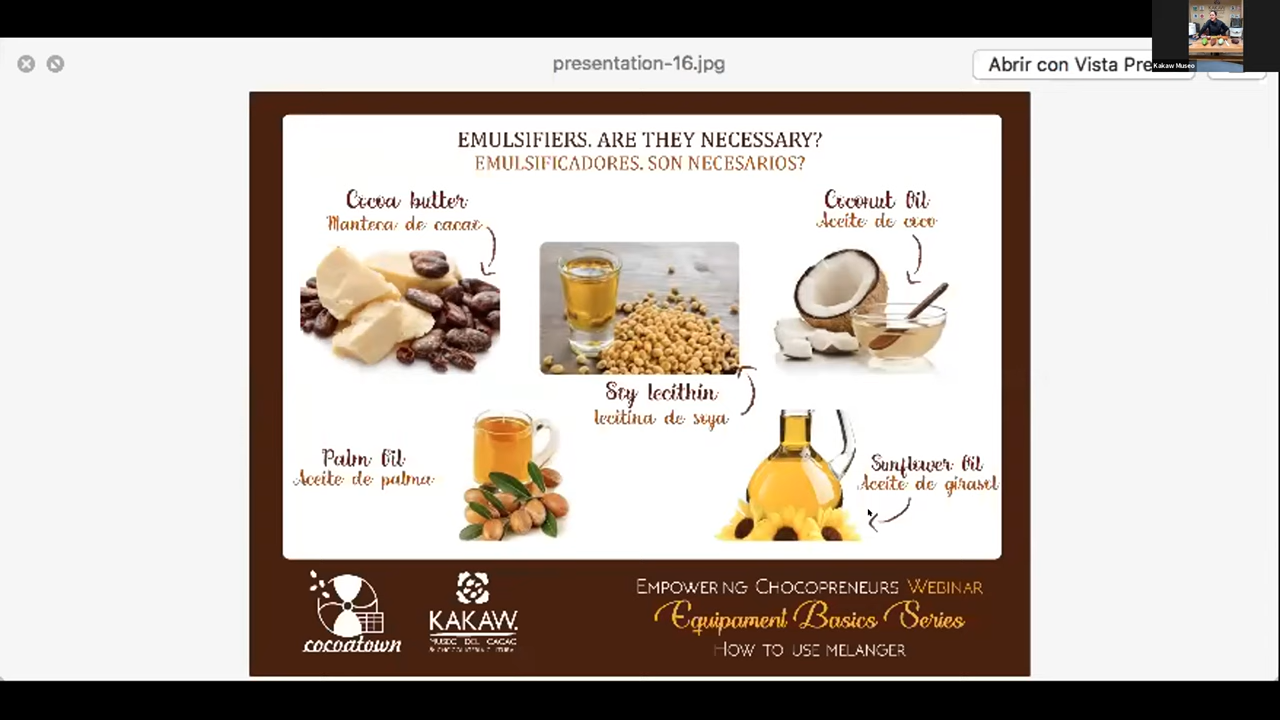 presentation-16.jpg
Abrir con Vista Pre
Kakaw Museo
EMULSIFIERS. ARE THEY NECESSARY?
EMULSIFICADORES. SON NECESARIOS?
Cocoa butter
Manteca de cacao
Coconut Oil
Aceite de coco
Soy lecithin
lecitina de soya
Palm Oil
Aceite de palma
Sunflower Oil
Aceite de girasol
cocoatown
KAKAW.
MUSEO DEL CACAO
& CHOCOLATERÍA CULTURAL
EMPOWERING CHOCOPRENEURS WEBINAR
Equipament Basics Series
HOW TO USE MELANGER